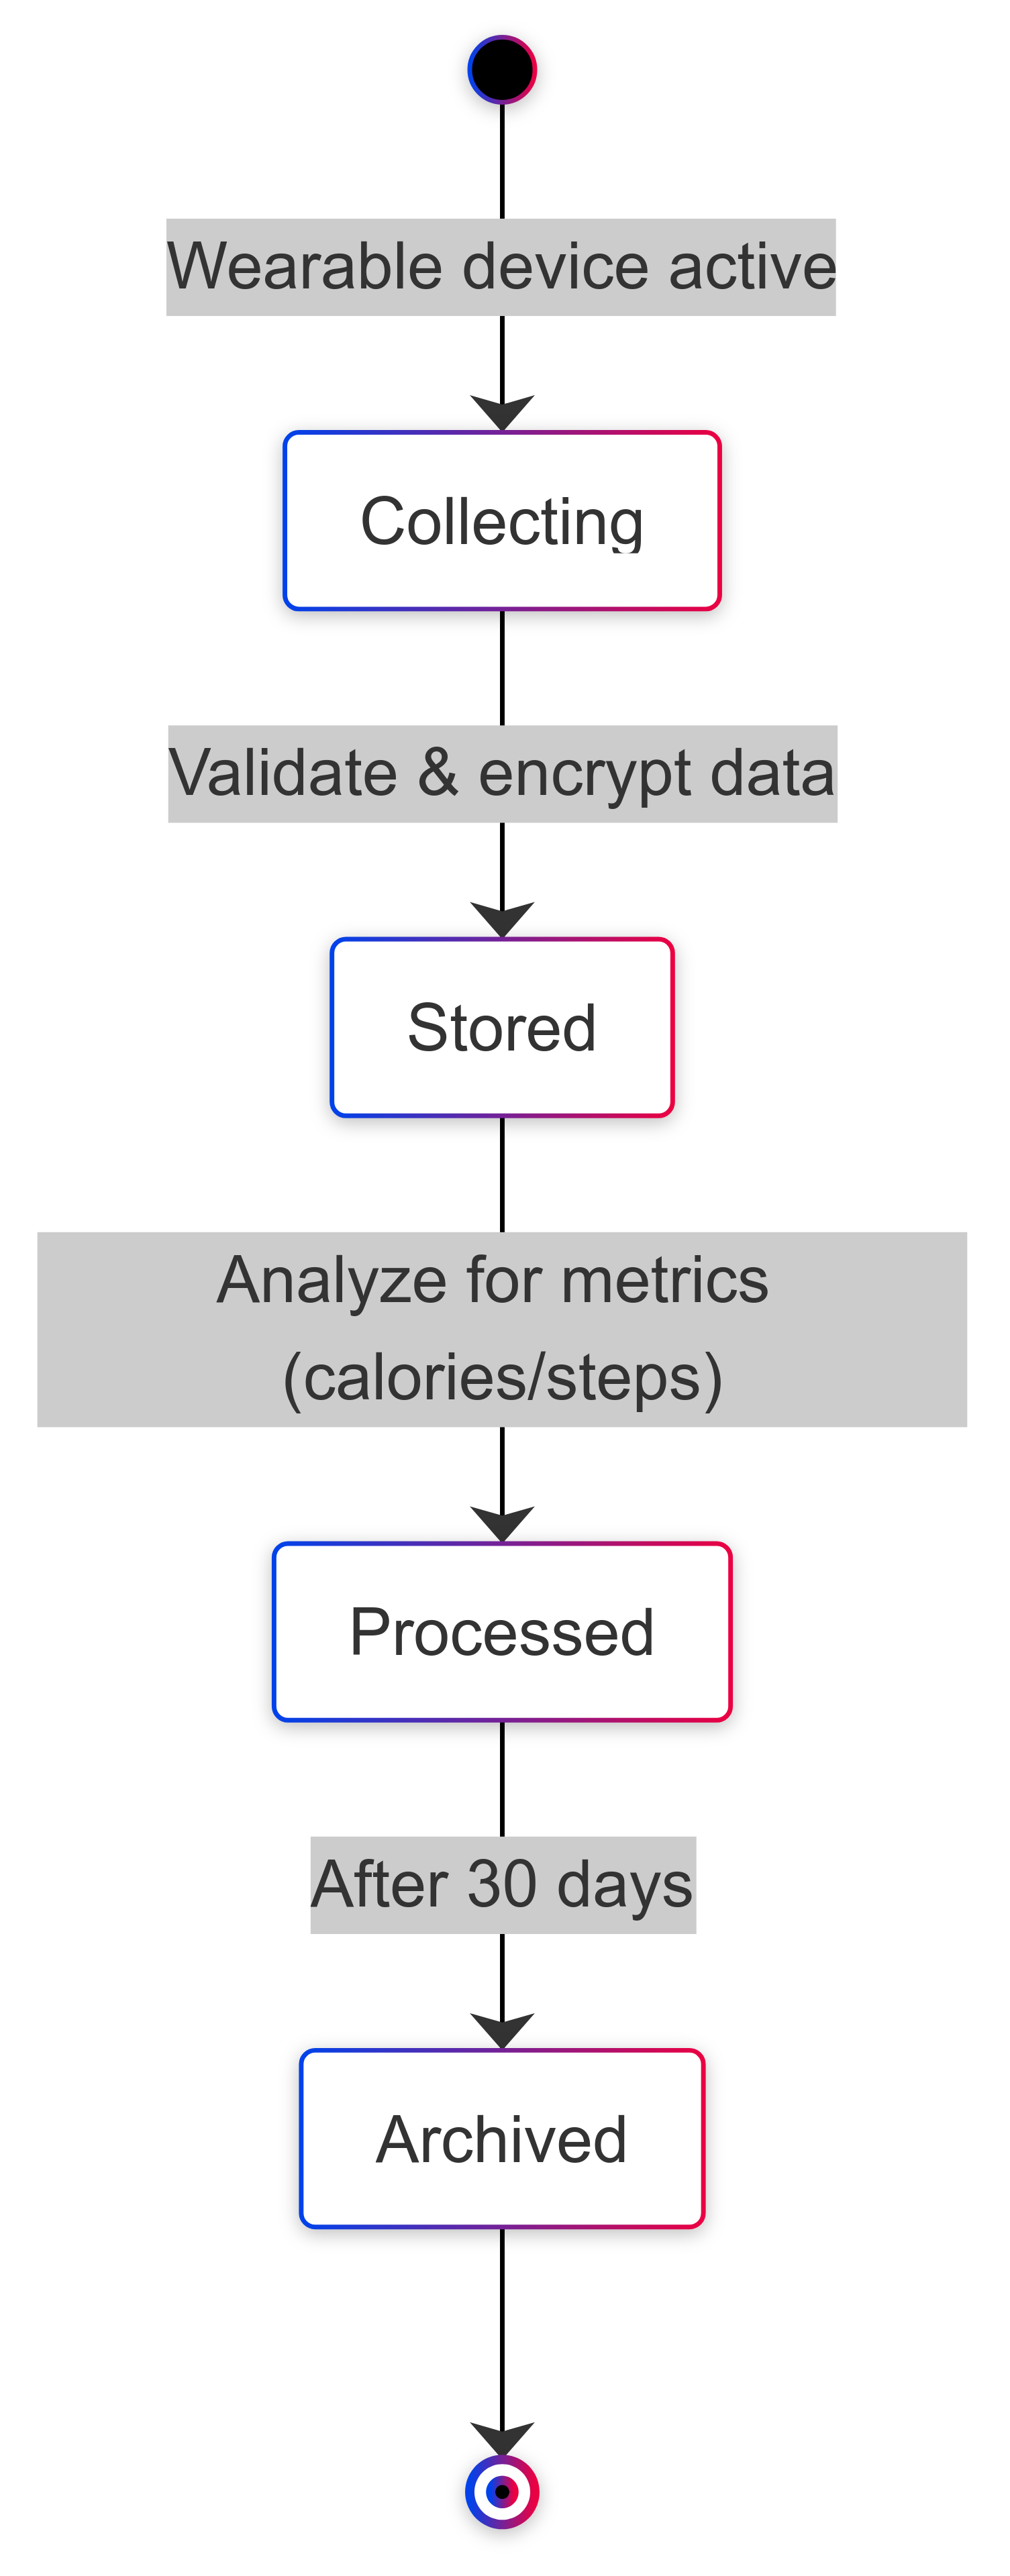 Wearable device active
Collecting
Validate & encrypt data
Stored
Analyze for metrics
(calories/steps)
Processed
After 30 days
Archived